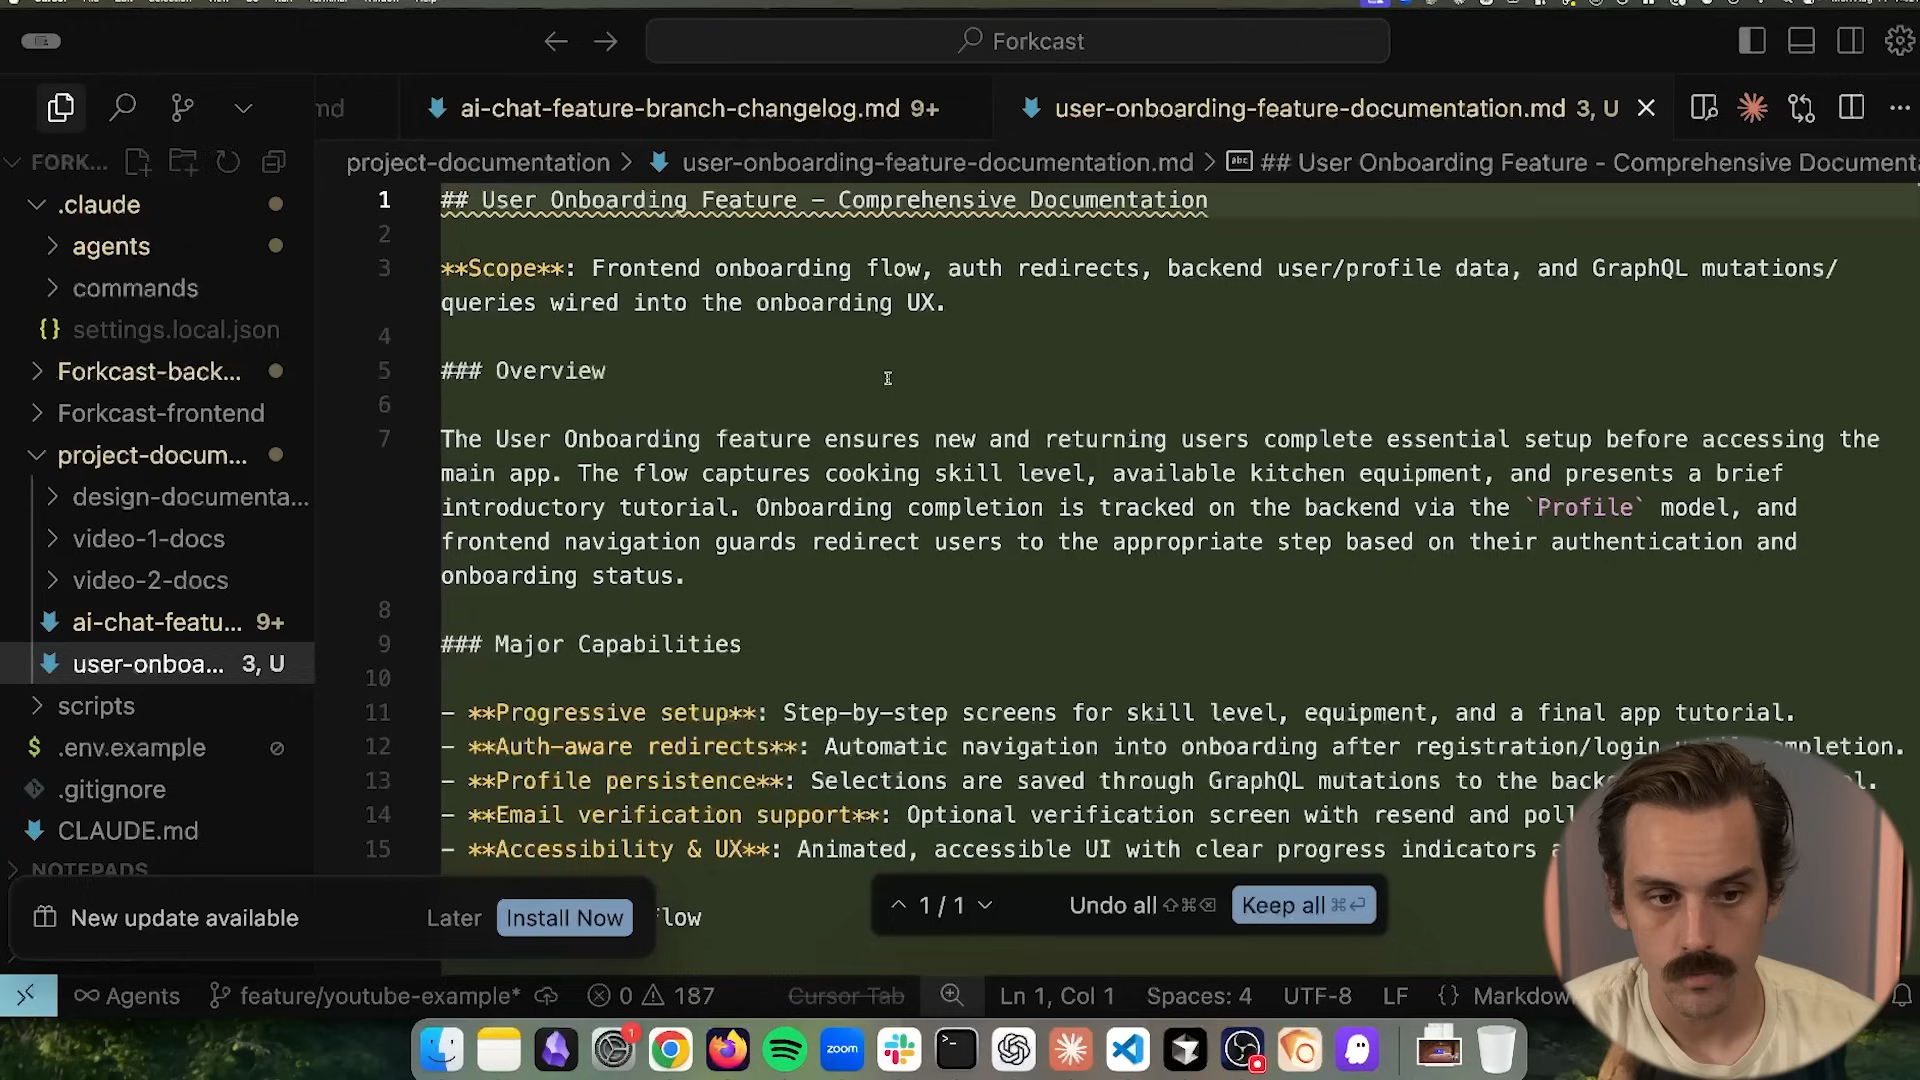 Forkcast
md
ai-chat-feature-branch-changelog.md 9+
user-onboarding-feature-documentation.md 3, U
FORK...
project-documentation > user-onboarding-feature-documentation.md > ## User Onboarding Feature - Comprehensive Document
.claude
agents
commands
{} settings.local.json
Forkcast-back...
Forkcast-frontend
project-docum...
design-documenta...
video-1-docs
video-2-docs
ai-chat-featu... 9+
user-onboa... 3, U
scripts
$ .env.example
.gitignore
CLAUDE.md
NOTEPADS
1 ## User Onboarding Feature – Comprehensive Documentation
2
3 **Scope**: Frontend onboarding flow, auth redirects, backend user/profile data, and GraphQL mutations/
queries wired into the onboarding UX.
4
5 ### Overview
6
7 The User Onboarding feature ensures new and returning users complete essential setup before accessing the
main app. The flow captures cooking skill level, available kitchen equipment, and presents a brief
introductory tutorial. Onboarding completion is tracked on the backend via the `Profile` model, and
frontend navigation guards redirect users to the appropriate step based on their authentication and
onboarding status.
8
9 ### Major Capabilities
10
11 – **Progressive setup**: Step–by–step screens for skill level, equipment, and a final app tutorial.
12 – **Auth-aware redirects**: Automatic navigation into onboarding after registration/login completion.
13 – **Profile persistence**: Selections are saved through GraphQL mutations to the
14 – **Email verification support**: Optional verification screen with resend and
15 – **Accessibility & UX**: Animated, accessible UI with clear progress indicators
flow
New update available Later Install Now
1 / 1 Undo all Keep all
Agents feature/youtube-example* 0 187 Cursor Tab Ln 1, Col 1 Spaces: 4 UTF-8 LF {}
zoom
1